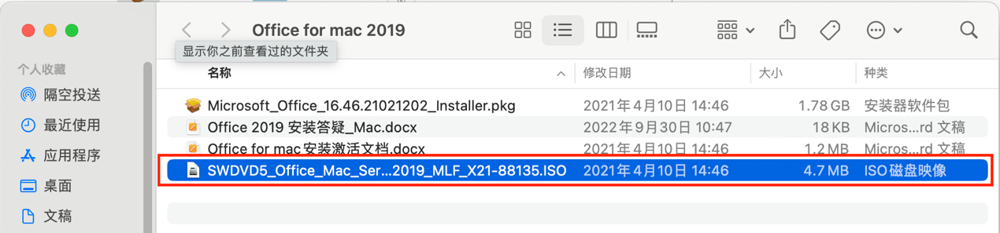 Office for mac 2019
显示你之前查看过的文件夹
个人收藏
隔空投送
最近使用
应用程序
桌面
文稿
名称 修改日期 大小 种类
Microsoft_Office_16.46.21021202_Installer.pkg 2021年4月10日 14:46 1.78 GB 安装器软件包
Office 2019 安装答疑_Mac.docx 2022年9月30日 10:47 18 KB Micros...rd 文稿
Office for mac安装激活文档.docx 2021年4月10日 14:46 1.2 MB Micros...rd 文稿
SWDVD5_Office_Mac_Ser...2019_MLF_X21-88135.ISO 2021年4月10日 14:46 4.7 MB ISO磁盘映像